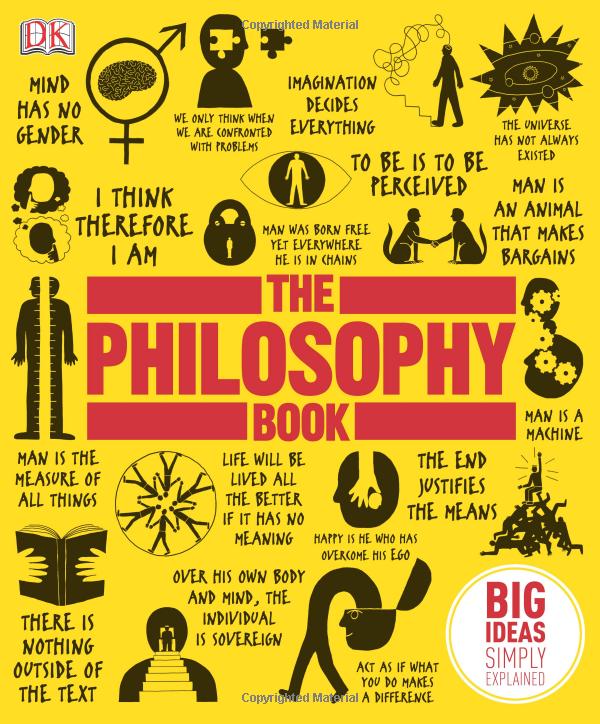 Copyrighted Material
DK
MIND
HAS NO
GENDER
WE ONLY THINK WHEN
WE ARE CONFRONTED
WITH PROBLEMS
IMAGINATION
DECIDES
EVERYTHING
THE UNIVERSE
HAS NOT ALWAYS
EXISTED
I THINK
THEREFORE
I AM
TO BE IS TO BE
PERCEIVED
MAN WAS BORN FREE
YET EVERYWHERE
HE IS IN CHAINS
MAN IS
AN ANIMAL
THAT MAKES
BARGAINS
THE
PHILOSOPHY
BOOK
MAN IS A
MACHINE
MAN IS THE
MEASURE OF
ALL THINGS
LIFE WILL BE
LIVED ALL
THE BETTER
IF IT HAS NO
MEANING
THE END
JUSTIFIES
THE MEANS
HAPPY IS HE WHO HAS
OVERCOME HIS EGO
OVER HIS OWN BODY
AND MIND, THE
INDIVIDUAL
IS SOVEREIGN
THERE IS
NOTHING
OUTSIDE OF
THE TEXT
ACT AS IF WHAT
YOU DO MAKES
A DIFFERENCE
BIG
IDEAS
SIMPLY
EXPLAINED
Copyrighted Material